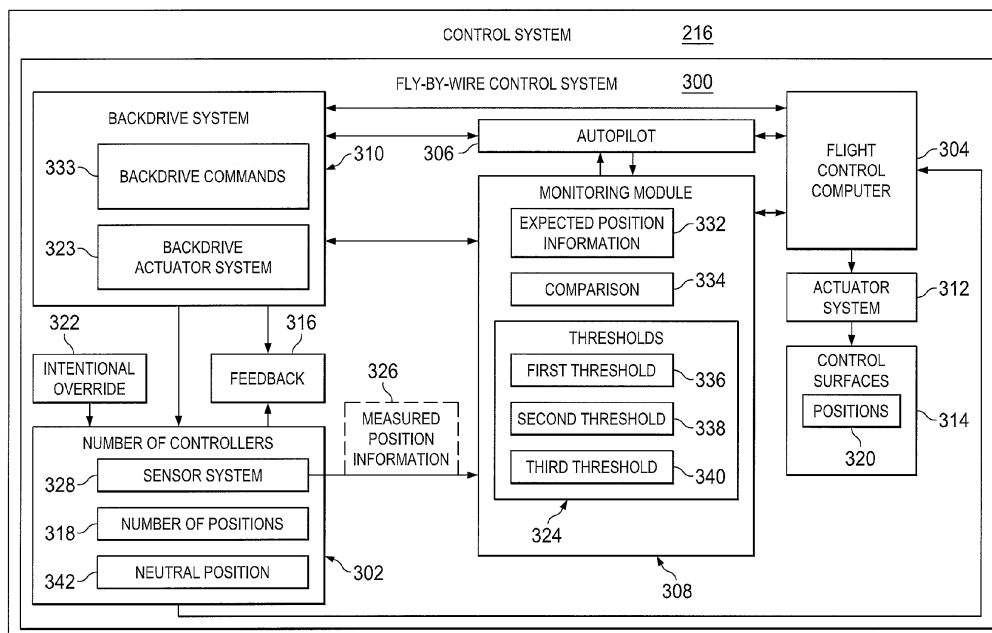 CONTROL SYSTEM 216
FLY-BY-WIRE CONTROL SYSTEM 300
BACKDRIVE SYSTEM
333
BACKDRIVE COMMANDS
310
323
BACKDRIVE
ACTUATOR SYSTEM
322
INTENTIONAL
OVERRIDE
316
FEEDBACK
NUMBER OF CONTROLLERS
328
SENSOR SYSTEM
318
NUMBER OF POSITIONS
342
NEUTRAL POSITION
302
326
MEASURED
POSITION
INFORMATION
AUTOPILOT
306
MONITORING MODULE
EXPECTED POSITION
INFORMATION
332
COMPARISON
334
THRESHOLDS
FIRST THRESHOLD
336
SECOND THRESHOLD
338
THIRD THRESHOLD
340
324
308
FLIGHT
CONTROL
COMPUTER
304
ACTUATOR
SYSTEM
312
CONTROL
SURFACES
POSITIONS
320
314